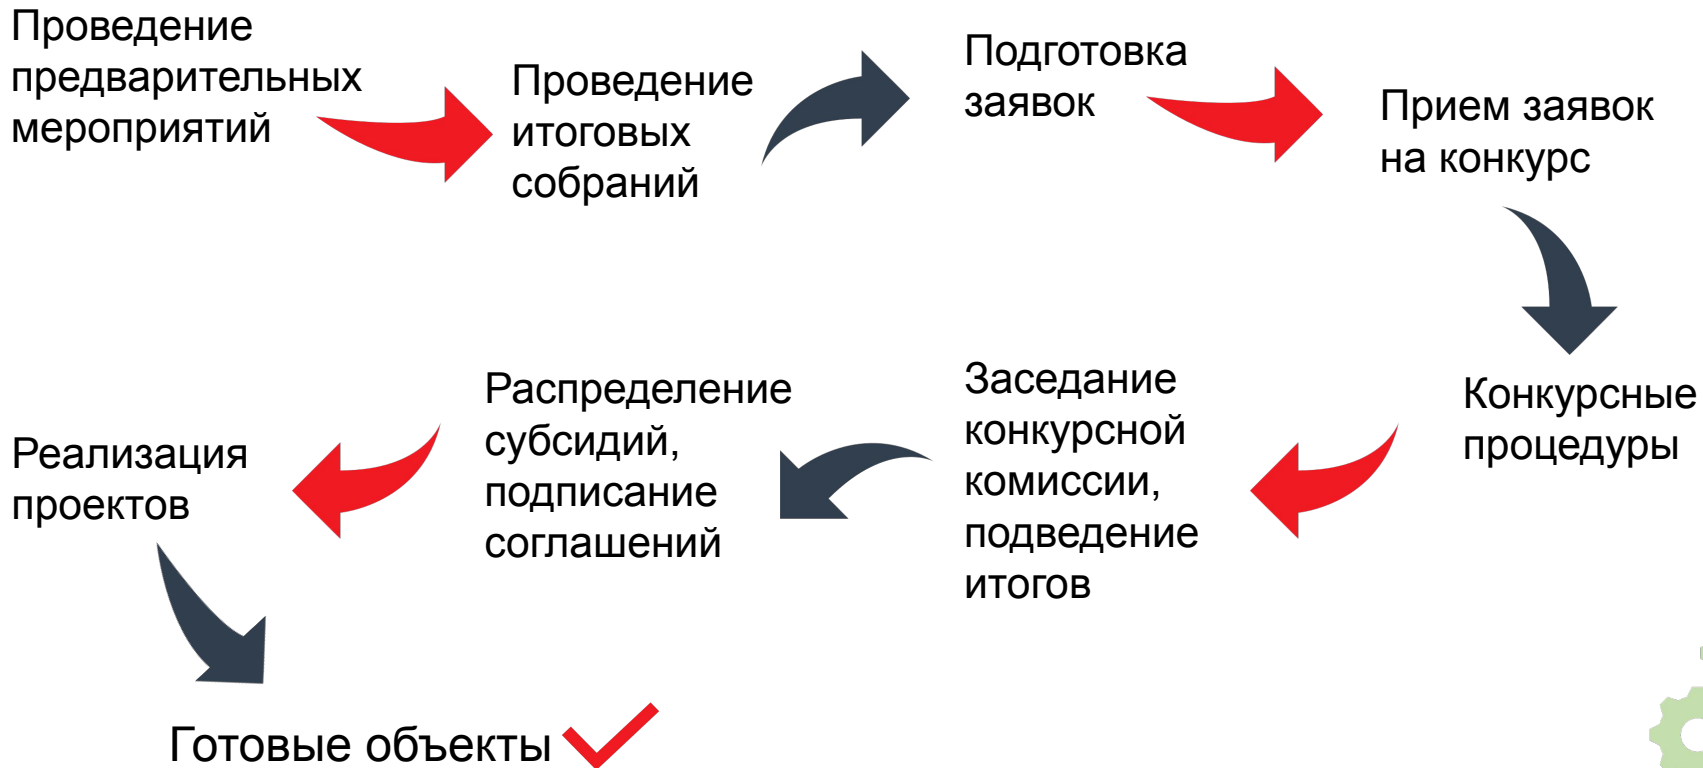 Проведение
предварительных
мероприятий
Проведение
итоговых
собраний
Подготовка
заявок
Прием заявок
на конкурс
Конкурсные
процедуры
Заседание
конкурсной
комиссии,
подведение
итогов
Распределение
субсидий,
подписание
соглашений
Реализация
проектов
Готовые объекты